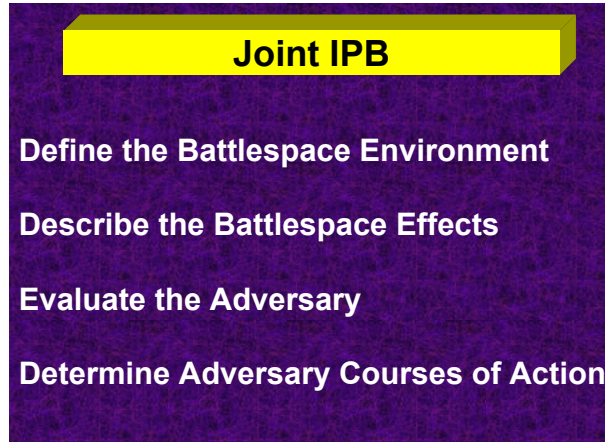 Joint IPB
Define the Battlespace Environment
Describe the Battlespace Effects
Evaluate the Adversary
Determine Adversary Courses of Action